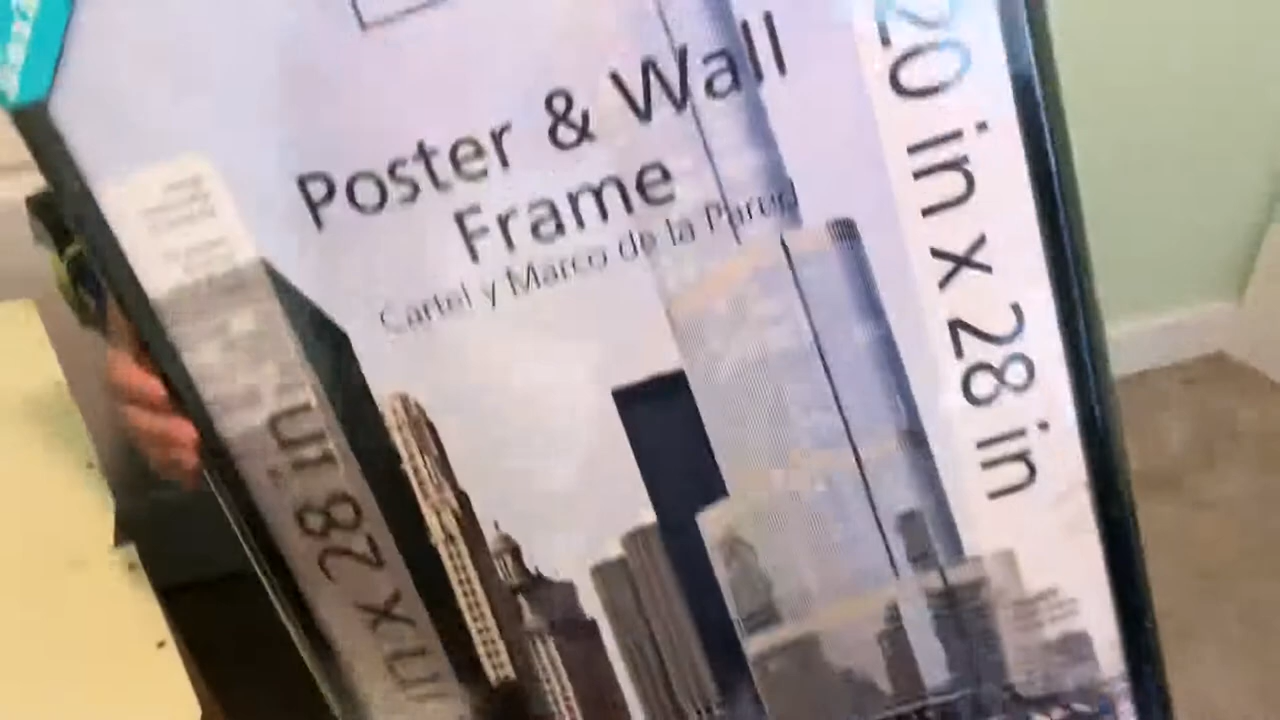 Poster & Wall
Frame
Cartel y Marco de la Pared
20 in x 28 in
in x 28 in